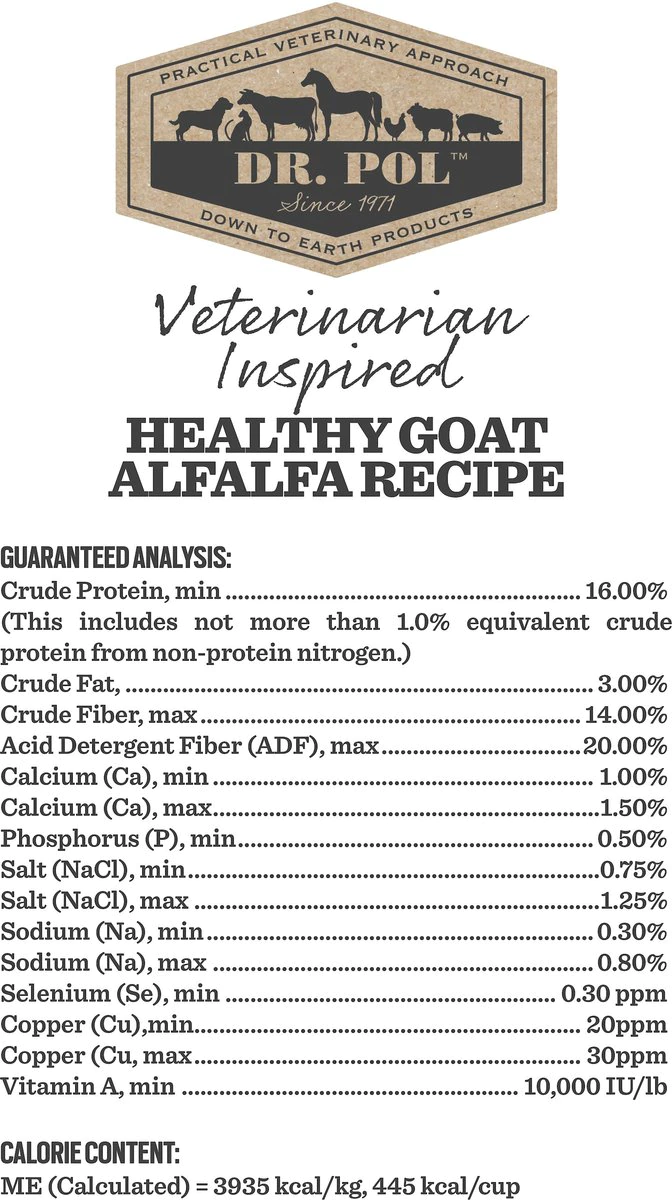 PRACTICAL VETERINARY APPROACH
DR. POL™
Since 1971
DOWN TO EARTH PRODUCTS
Veterinarian
Inspired
HEALTHY GOAT
ALFALFA RECIPE
GUARANTEED ANALYSIS:
Crude Protein, min ........................................................ 16.00%
(This includes not more than 1.0% equivalent crude
protein from non-protein nitrogen.)
Crude Fat, ........................................................................ 3.00%
Crude Fiber, max ............................................................ 14.00%
Acid Detergent Fiber (ADF), max ................................ 20.00%
Calcium (Ca), min .......................................................... 1.00%
Calcium (Ca), max .......................................................... 1.50%
Phosphorus (P), min ...................................................... 0.50%
Salt (NaCl), min .............................................................. 0.75%
Salt (NaCl), max .............................................................. 1.25%
Sodium (Na), min ............................................................ 0.30%
Sodium (Na), max .......................................................... 0.80%
Selenium (Se), min .................................................... 0.30 ppm
Copper (Cu),min ............................................................ 20ppm
Copper (Cu, max ............................................................ 30ppm
Vitamin A, min .................................................... 10,000 IU/lb
CALORIE CONTENT:
ME (Calculated) = 3935 kcal/kg, 445 kcal/cup